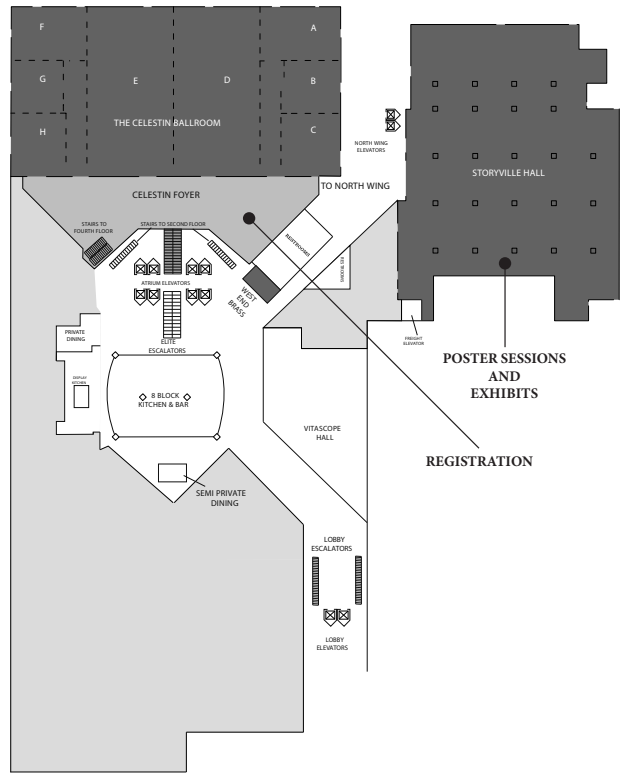 F
A
G
E
D
B
THE CELESTIN BALLROOM
H
C
NORTH WING
ELEVATORS
STORYVILLE HALL
TO NORTH WING
CELESTIN FOYER
STAIRS TO
FOURTH FLOOR
STAIRS TO SECOND FLOOR
RESTROOMS
RESTROOMS
ATRIUM ELEVATORS
WEST
END
BRASS
ELITE
ESCALATORS
PRIVATE
DINING
FREIGHT
ELEVATOR
POSTER SESSIONS
AND
EXHIBITS
DISPLAY
KITCHEN
8 BLOCK
KITCHEN & BAR
VITASCOPE
HALL
REGISTRATION
SEMI PRIVATE
DINING
LOBBY
ESCALATORS
LOBBY
ELEVATORS